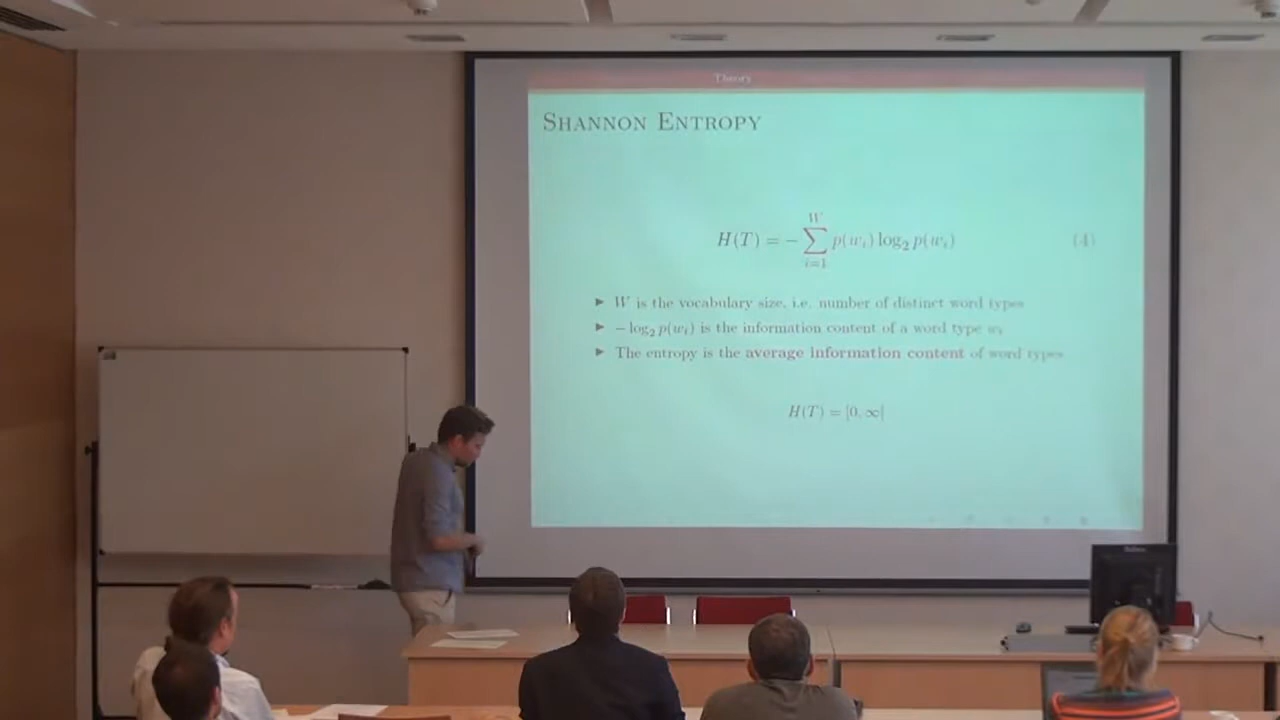 Theory
SHANNON ENTROPY
H(T) = − ∑_{i=1}^{W} p(w_i) log_2 p(w_i) (4)
▶ W is the vocabulary size, i.e. number of distinct word types
▶ − log_2 p(w_i) is the information content of a word type w_i
▶ The entropy is the average information content of word types
H(T) = [0, ∞[